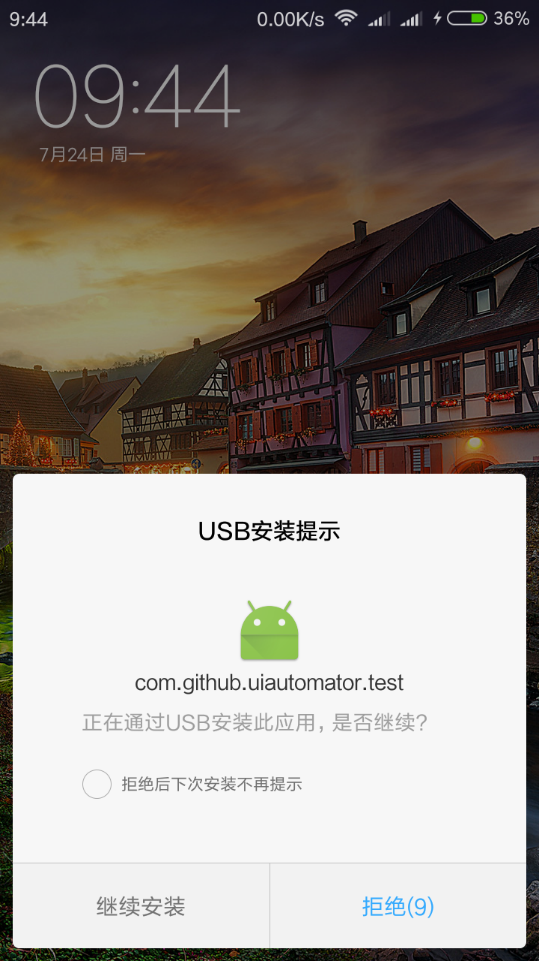 9:44 0.00K/s 36%
09:44
7月24日 周一
USB安装提示
com.github.uiautomator.test
正在通过USB安装此应用，是否继续？
拒绝后下次安装不再提示
继续安装 拒绝(9)